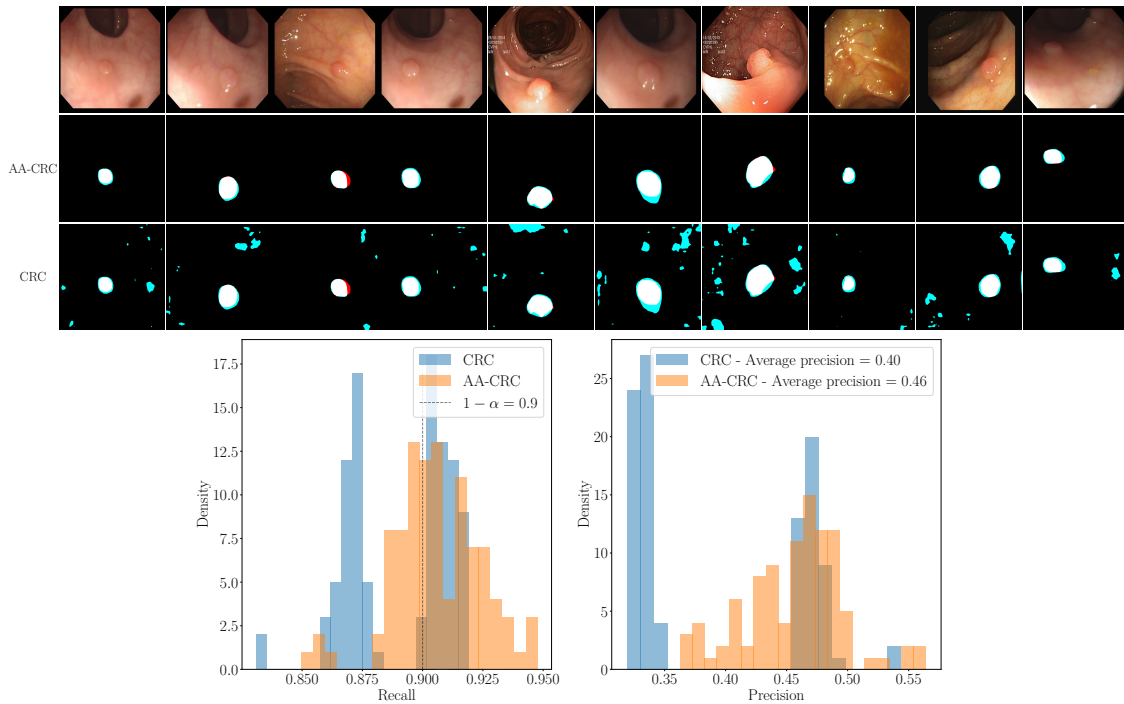 AA-CRC
CRC
CRC
AA-CRC
1 − α = 0.9
17.5
15.0
12.5
10.0
7.5
5.0
2.5
0.0
Density
0.850
0.875
0.900
0.925
0.950
Recall
CRC - Average precision = 0.40
AA-CRC - Average precision = 0.46
25
20
15
10
5
0
Density
0.35
0.40
0.45
0.50
0.55
Precision